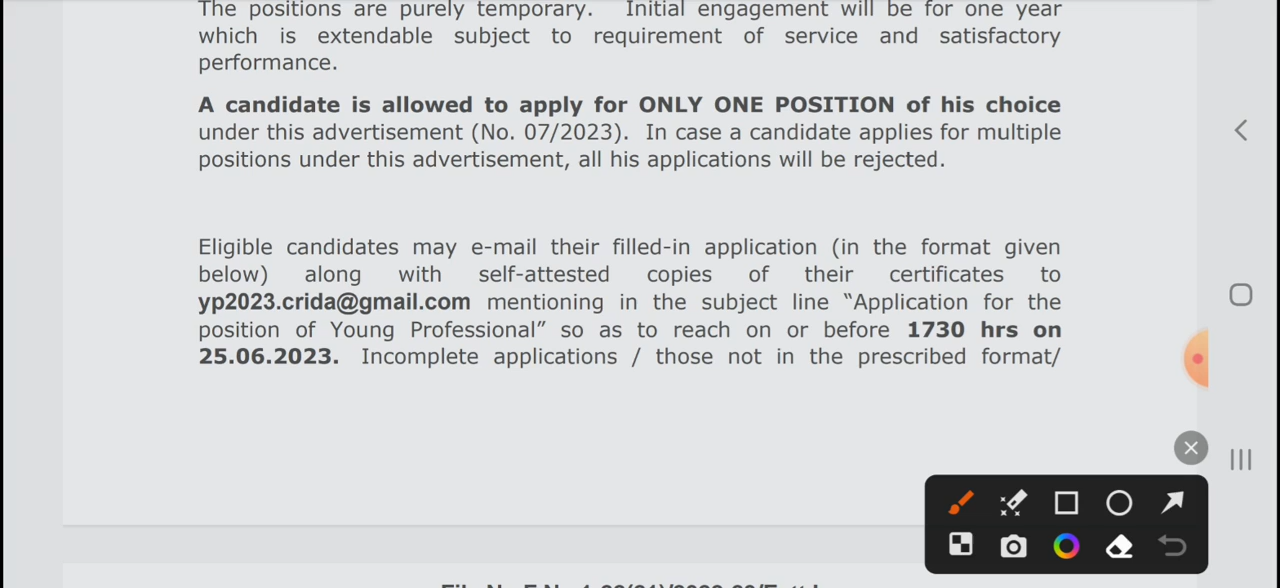 The positions are purely temporary. Initial engagement will be for one year
which is extendable subject to requirement of service and satisfactory
performance.
A candidate is allowed to apply for ONLY ONE POSITION of his choice
under this advertisement (No. 07/2023). In case a candidate applies for multiple
positions under this advertisement, all his applications will be rejected.
Eligible candidates may e-mail their filled-in application (in the format given
below) along with self-attested copies of their certificates to
yp2023.crida@gmail.com mentioning in the subject line “Application for the
position of Young Professional” so as to reach on or before 1730 hrs on
25.06.2023. Incomplete applications / those not in the prescribed format/